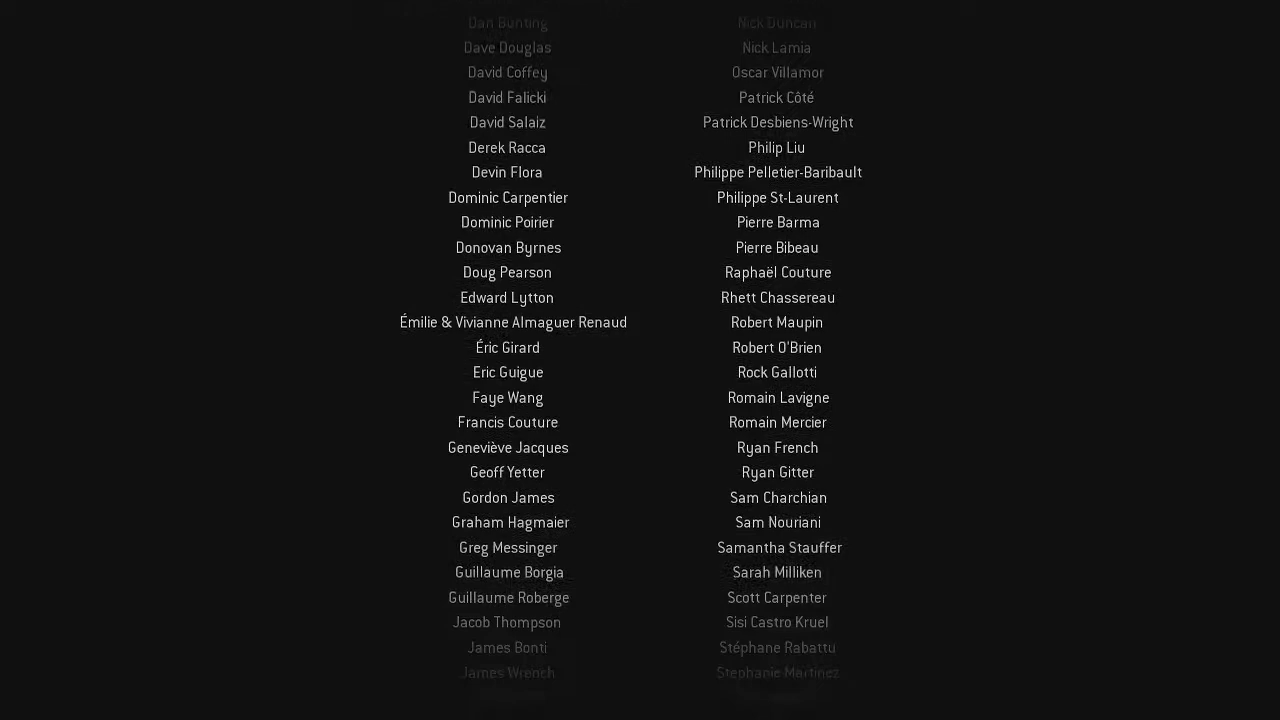 Dan Bunting
Dave Douglas
David Coffey
David Falicki
David Salaiz
Derek Racca
Devin Flora
Dominic Carpentier
Dominic Poirier
Donovan Byrnes
Doug Pearson
Edward Lytton
Émilie & Vivianne Almaguer Renaud
Éric Girard
Eric Guigue
Faye Wang
Francis Couture
Geneviève Jacques
Geoff Yetter
Gordon James
Graham Hagmaier
Greg Messinger
Guillaume Borgia
Guillaume Roberge
Jacob Thompson
James Bonti
James Wrench
Nick Duncan
Nick Lamia
Oscar Villamor
Patrick Côté
Patrick Desbiens-Wright
Philip Liu
Philippe Pelletier-Baribault
Philippe St-Laurent
Pierre Barma
Pierre Bibeau
Raphaël Couture
Rhett Chassereau
Robert Maupin
Robert O'Brien
Rock Gallotti
Romain Lavigne
Romain Mercier
Ryan French
Ryan Gitter
Sam Charchian
Sam Nouriani
Samantha Stauffer
Sarah Milliken
Scott Carpenter
Sisi Castro Kruel
Stéphane Rabattu
Stephanie Martinez